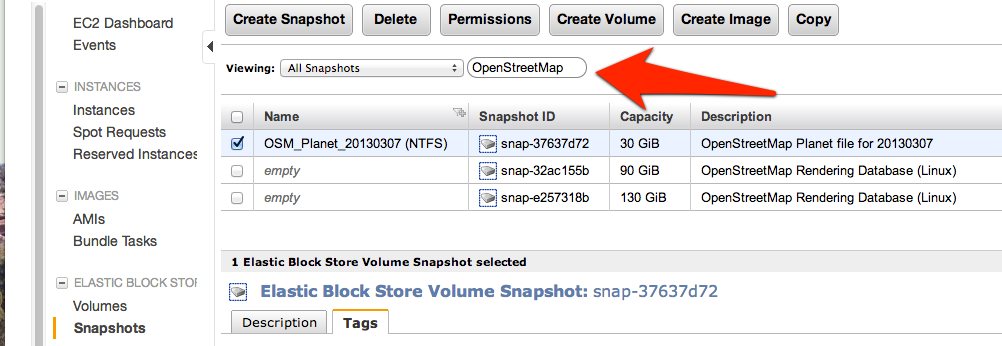 EC2 Dashboard
Events
INSTANCES
Instances
Spot Requests
Reserved Instances
IMAGES
AMIs
Bundle Tasks
ELASTIC BLOCK STOR
Volumes
Snapshots
Create Snapshot Delete Permissions Create Volume Create Image Copy
Viewing: All Snapshots OpenStreetMap
Name Snapshot ID Capacity Description
OSM_Planet_20130307 (NTFS) snap-37637d72 30 GiB OpenStreetMap Planet file for 20130307
empty snap-32ac155b 90 GiB OpenStreetMap Rendering Database (Linux)
empty snap-e257318b 130 GiB OpenStreetMap Rendering Database (Linux)
1 Elastic Block Store Volume Snapshot selected
Elastic Block Store Volume Snapshot: snap-37637d72
Description Tags